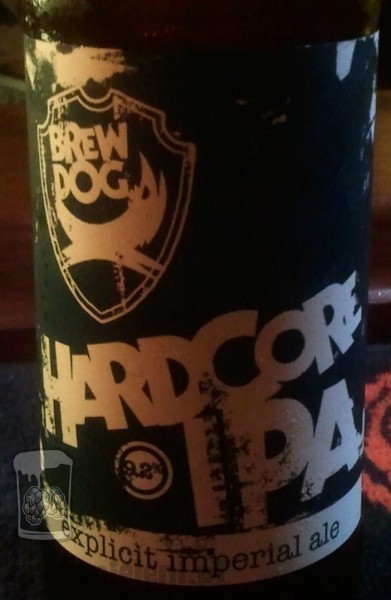 BREW
DOG
HARDCORE
IPA
9.2%
explicit imperial ale